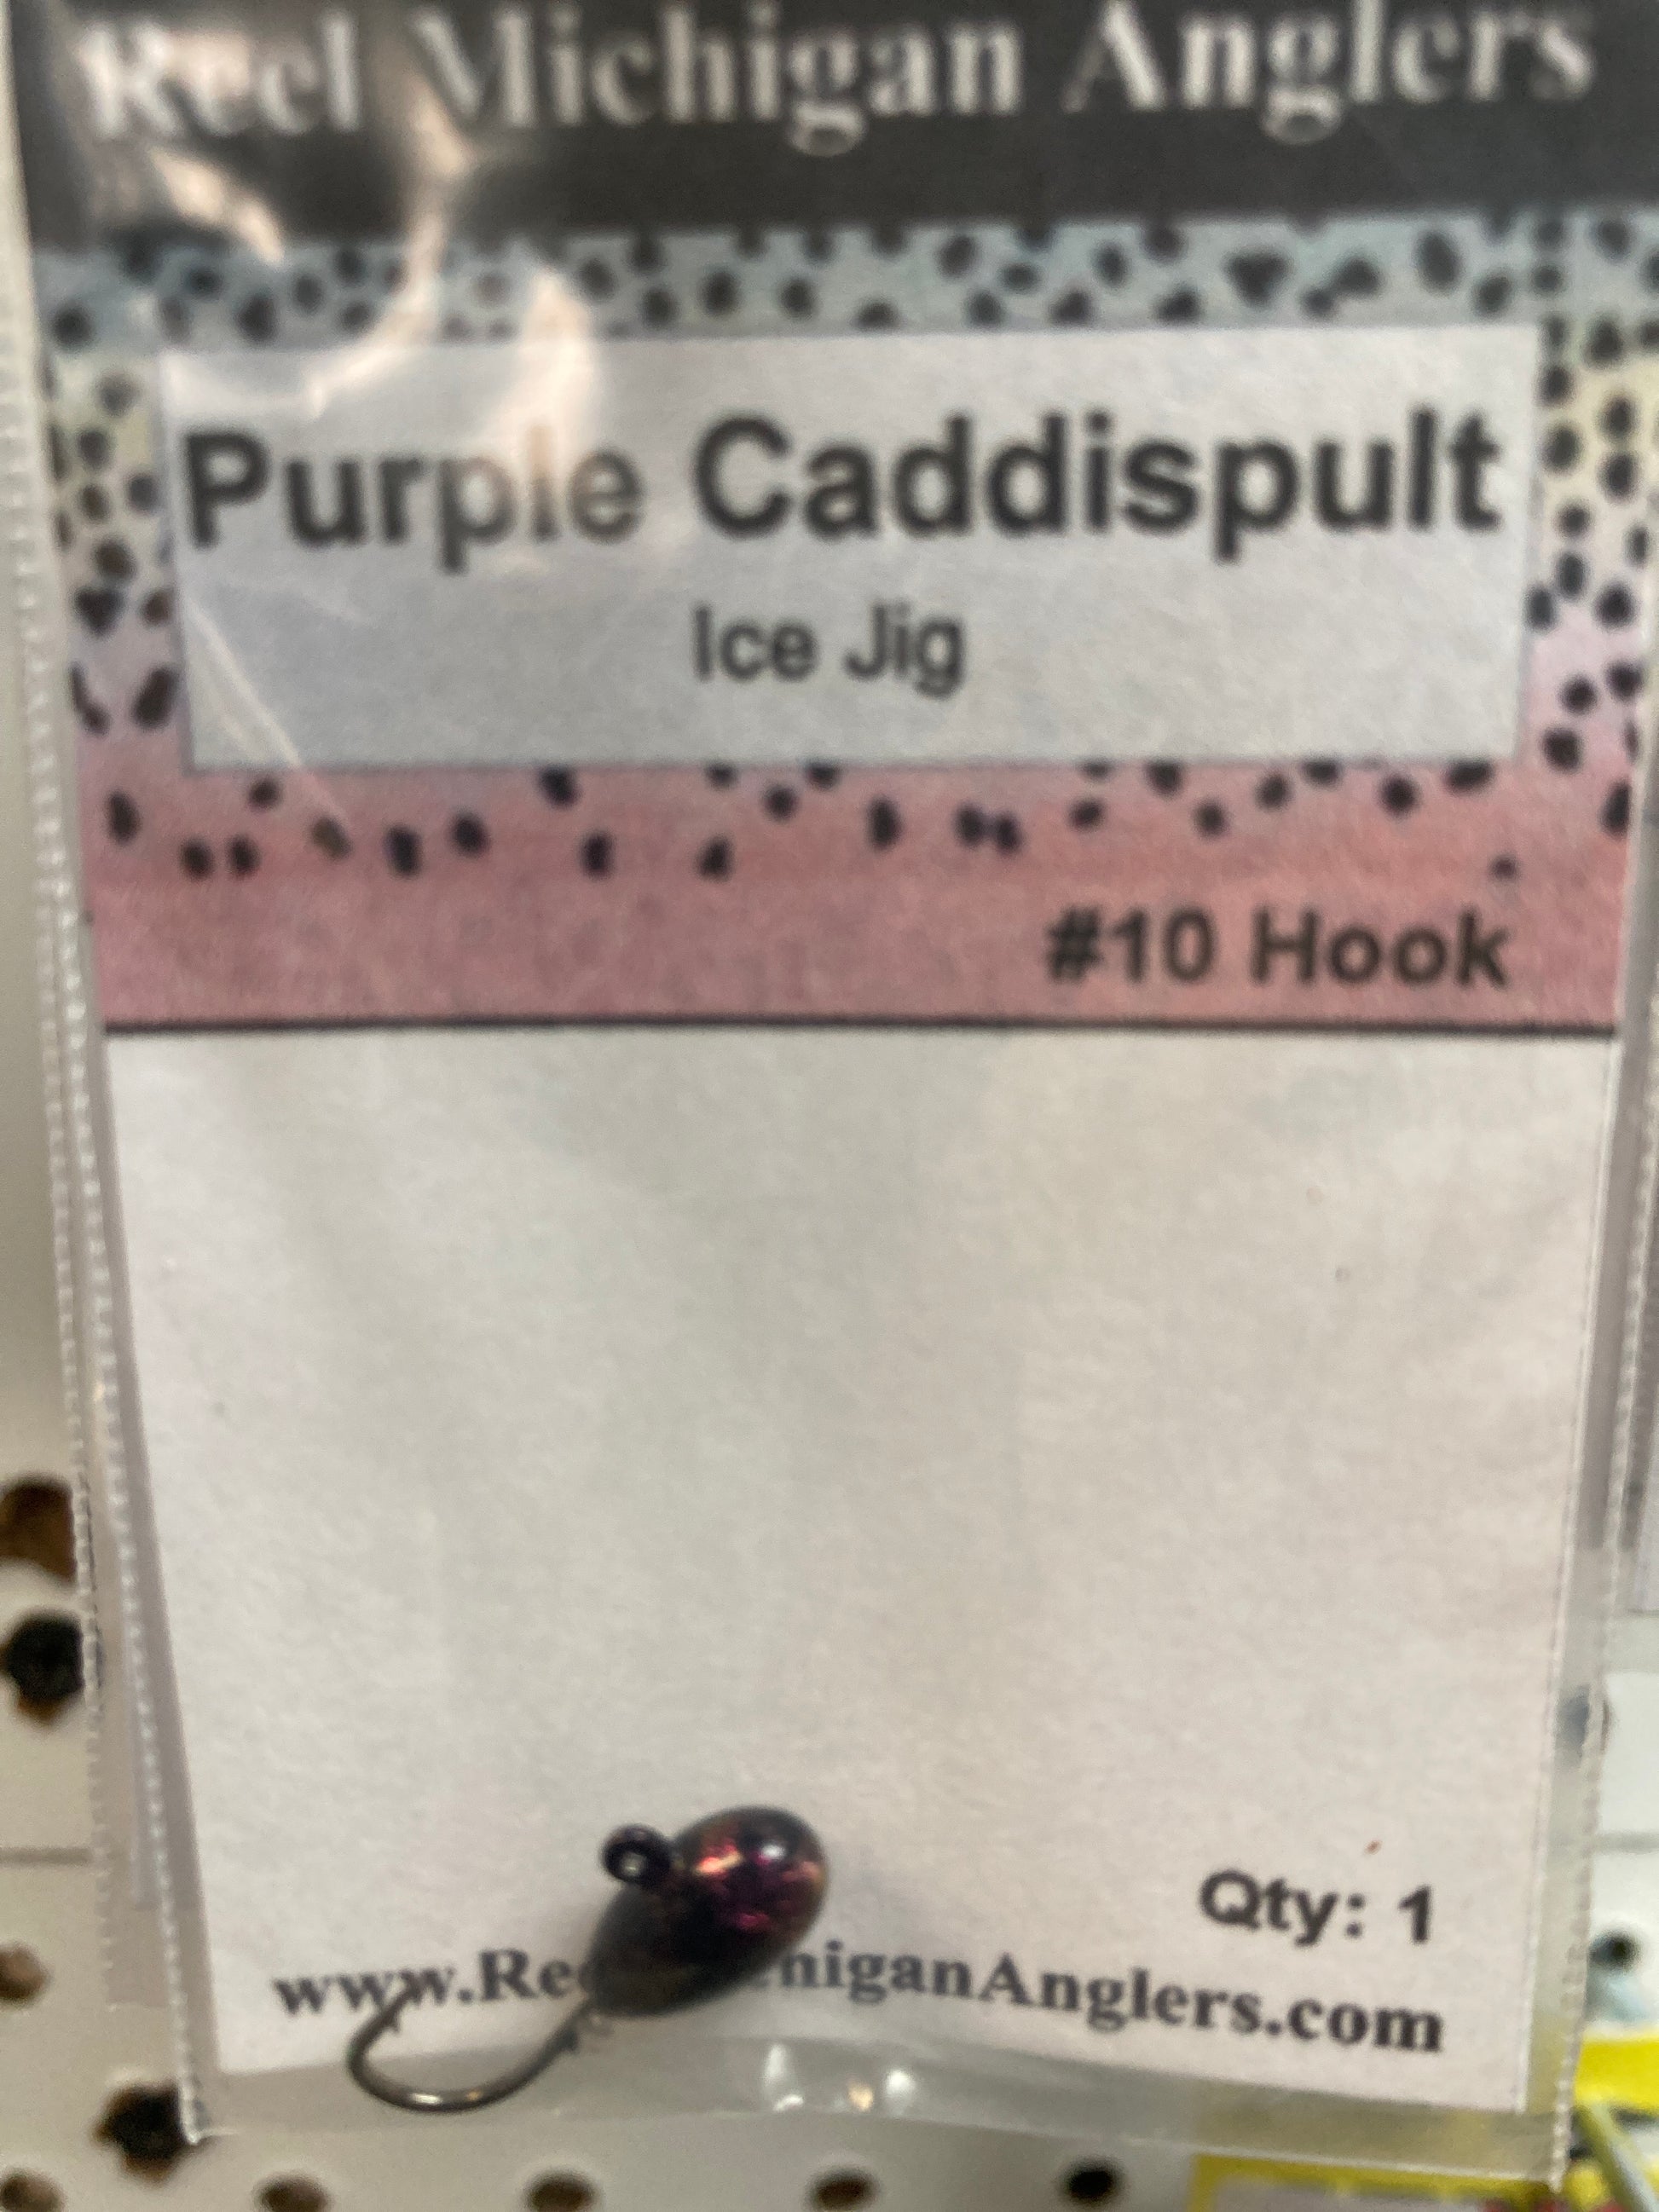 Reel Michigan Anglers
Purple Caddispult
Ice Jig
#10 Hook
Qty: 1